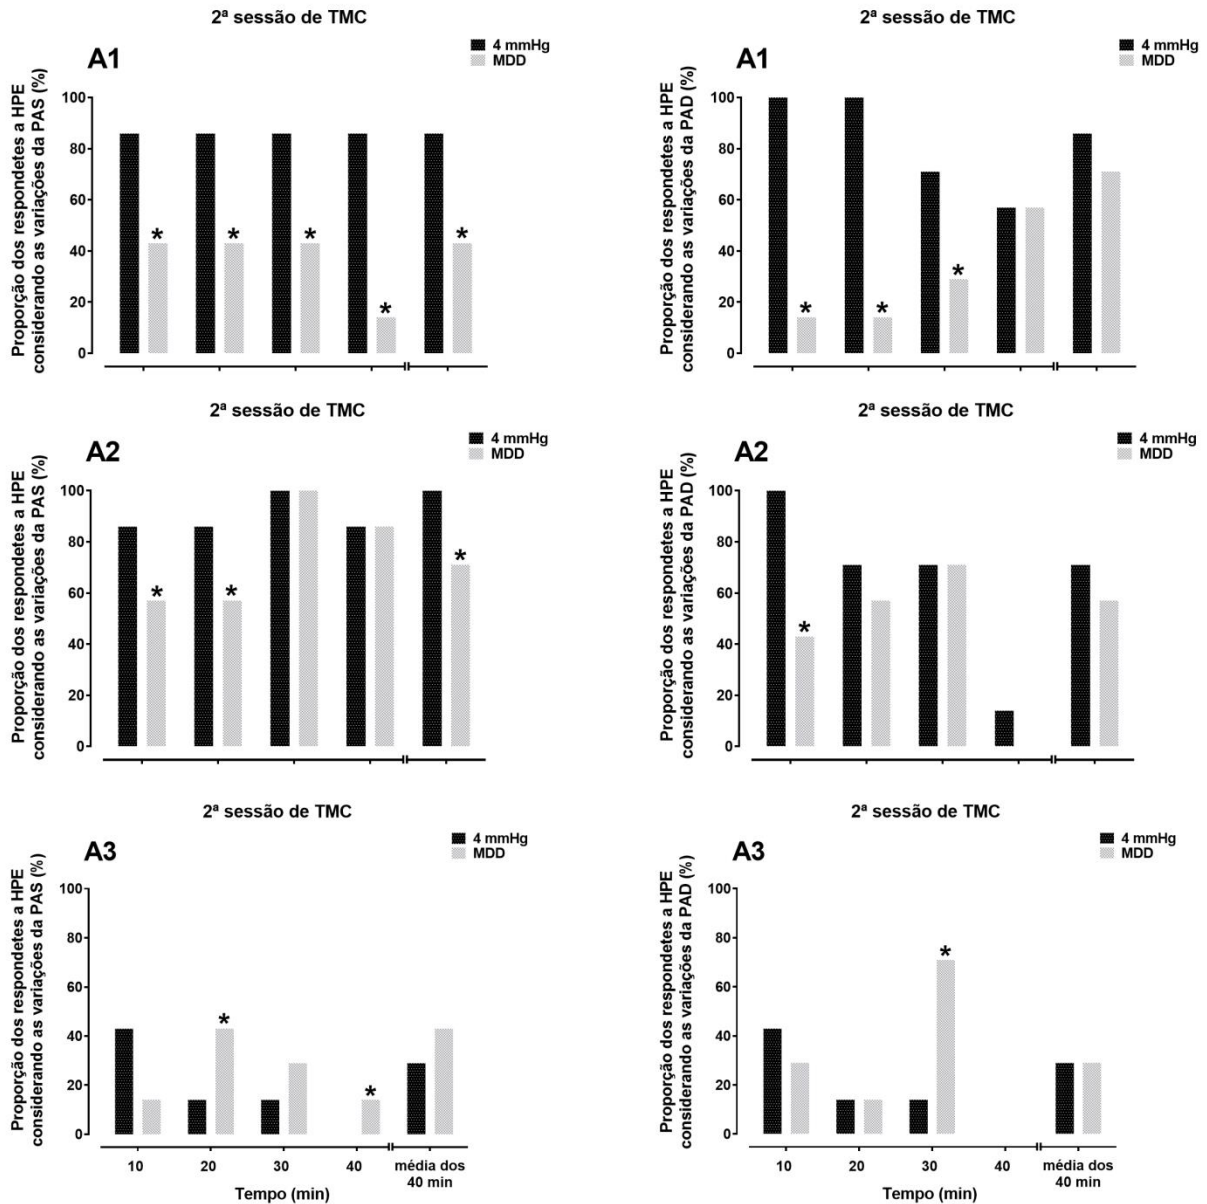 2ª sessão de TMC
4 mmHg
MDD
A1
Proporção dos respondetes a HPE
considerando as variações da PAS (%)
100
80
60
40
20
0
*
*
*
*
*
2ª sessão de TMC
4 mmHg
MDD
A1
Proporção dos respondetes a HPE
considerando as variações da PAD (%)
100
80
60
40
20
0
*
*
*
2ª sessão de TMC
4 mmHg
MDD
A2
Proporção dos respondetes a HPE
considerando as variações da PAS (%)
100
80
60
40
20
0
*
*
*
2ª sessão de TMC
4 mmHg
MDD
A2
Proporção dos respondetes a HPE
considerando as variações da PAD (%)
100
80
60
40
20
0
*
2ª sessão de TMC
4 mmHg
MDD
A3
Proporção dos respondetes a HPE
considerando as variações da PAS (%)
100
80
60
40
20
0
*
*
10 20 30 40 média dos
40 min
Tempo (min)
2ª sessão de TMC
4 mmHg
MDD
A3
Proporção dos respondetes a HPE
considerando as variações da PAD (%)
100
80
60
40
20
0
*
10 20 30 40 média dos
40 min
Tempo (min)